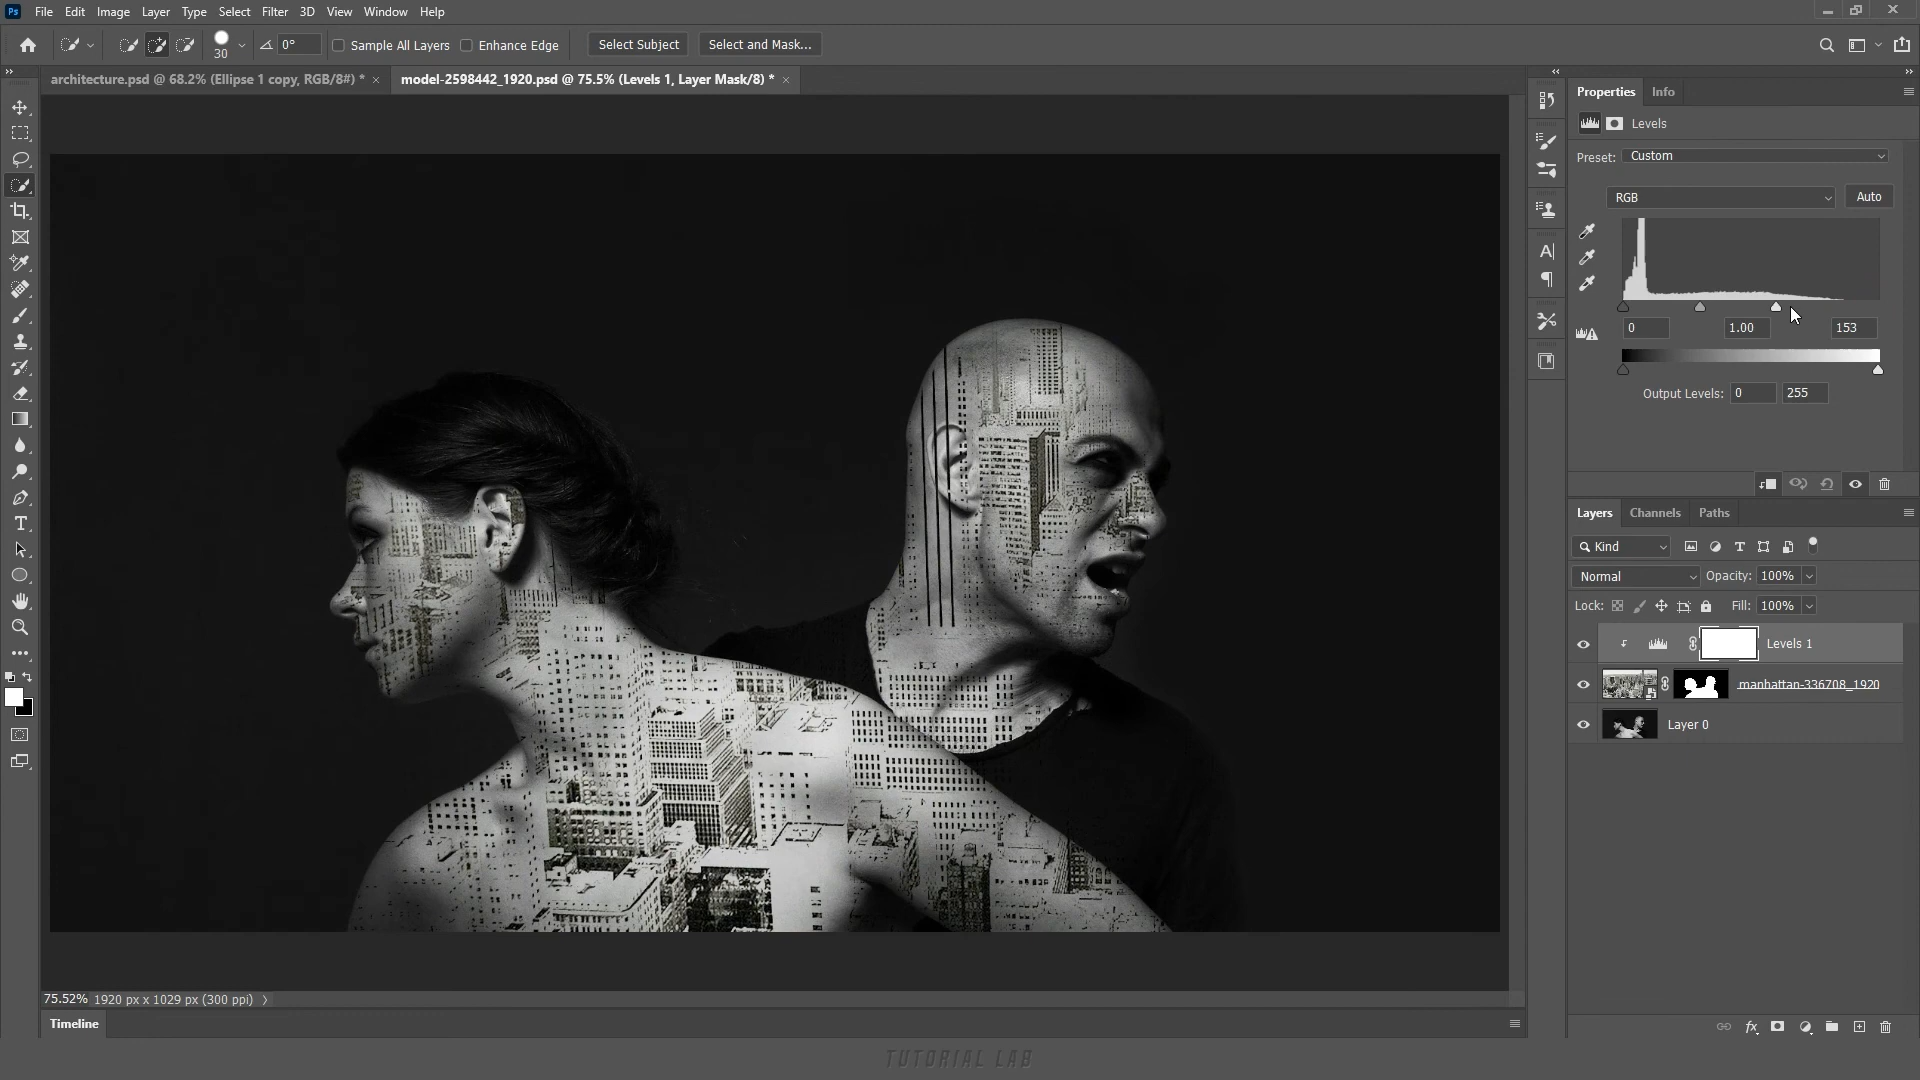 Ps File Edit Image Layer Type Select Filter 3D View Window Help
30 0° Sample All Layers Enhance Edge Select Subject Select and Mask...
architecture.psd @ 68.2% (Ellipse 1 copy, RGB/8#) * × model-2598442_1920.psd @ 75.5% (Levels 1, Layer Mask/8) * ×
Properties Info
Levels
Preset: Custom
RGB Auto
0 1.00 153
Output Levels: 0 255
Layers Channels Paths
Kind
Normal Opacity: 100%
Lock: Fill: 100%
Levels 1
manhattan-336708_1920
Layer 0
75.52% 1920 px x 1029 px (300 ppi)
Timeline
TUTORIAL LAB